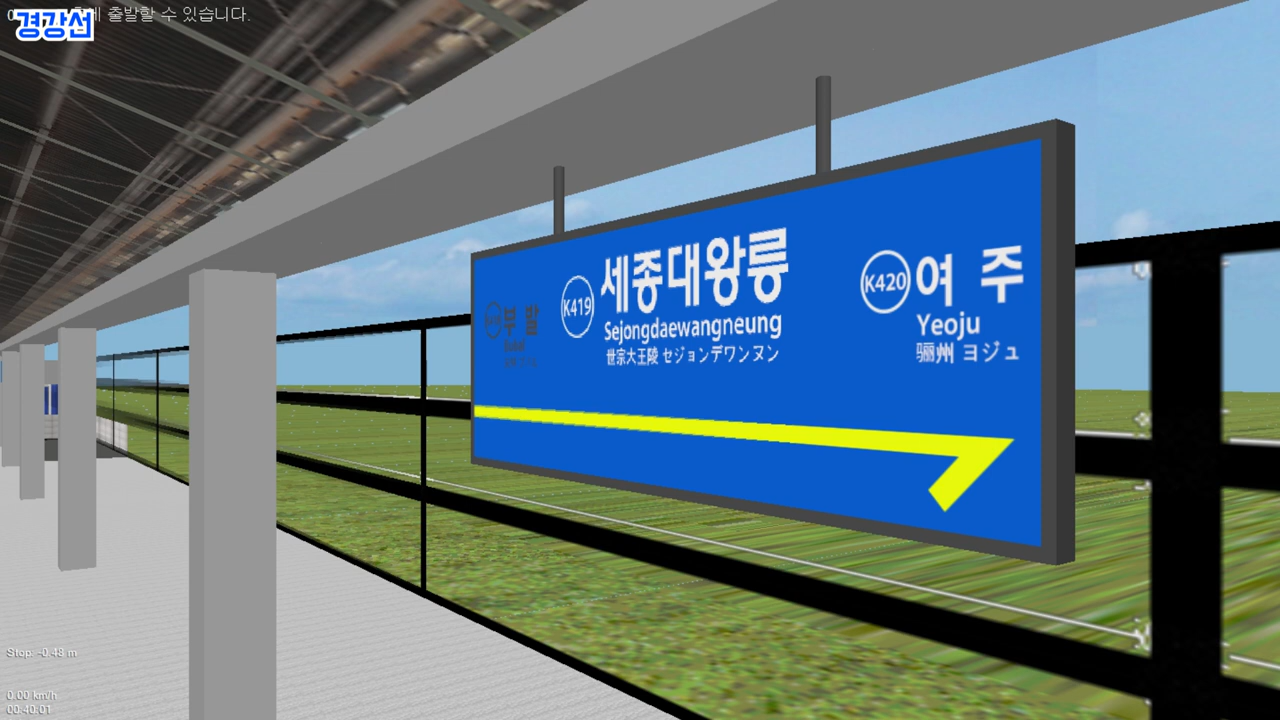 경강선
출발할 수 있습니다.
부 발
K419
세종대왕릉
Sejongdaewangneung
世宗大王陵 セジョンデワンヌン
K420
여 주
Yeoju
骊州 ヨジュ
Stop: -0.48 m
0.00 km/h
00:40:01